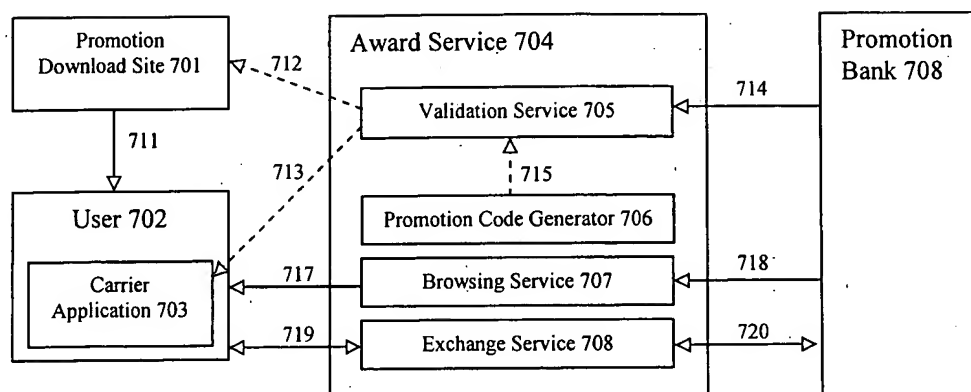 Promotion
Download Site 701
712
Award Service 704
Promotion
Bank 708
Validation Service 705
714
711
713
715
User 702
Promotion Code Generator 706
Carrier
Application 703
717
Browsing Service 707
718
719
Exchange Service 708
720